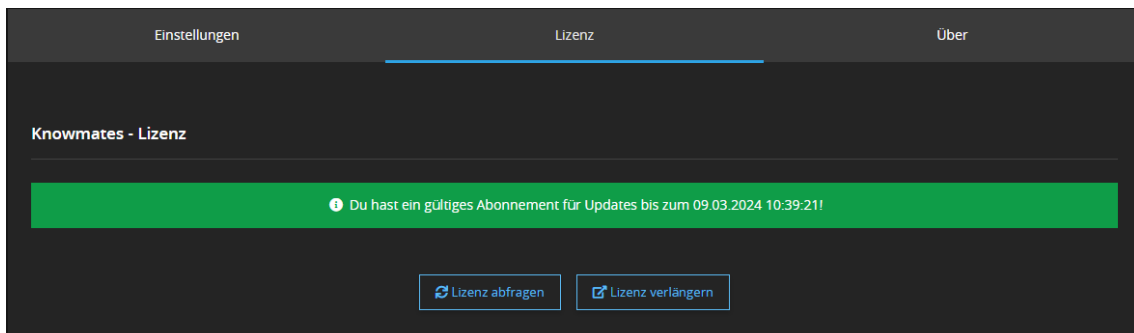 Einstellungen Lizenz Über
Knowmates - Lizenz
Du hast ein gültiges Abonnement für Updates bis zum 09.03.2024 10:39:21!
Lizenz abfragen Lizenz verlängern